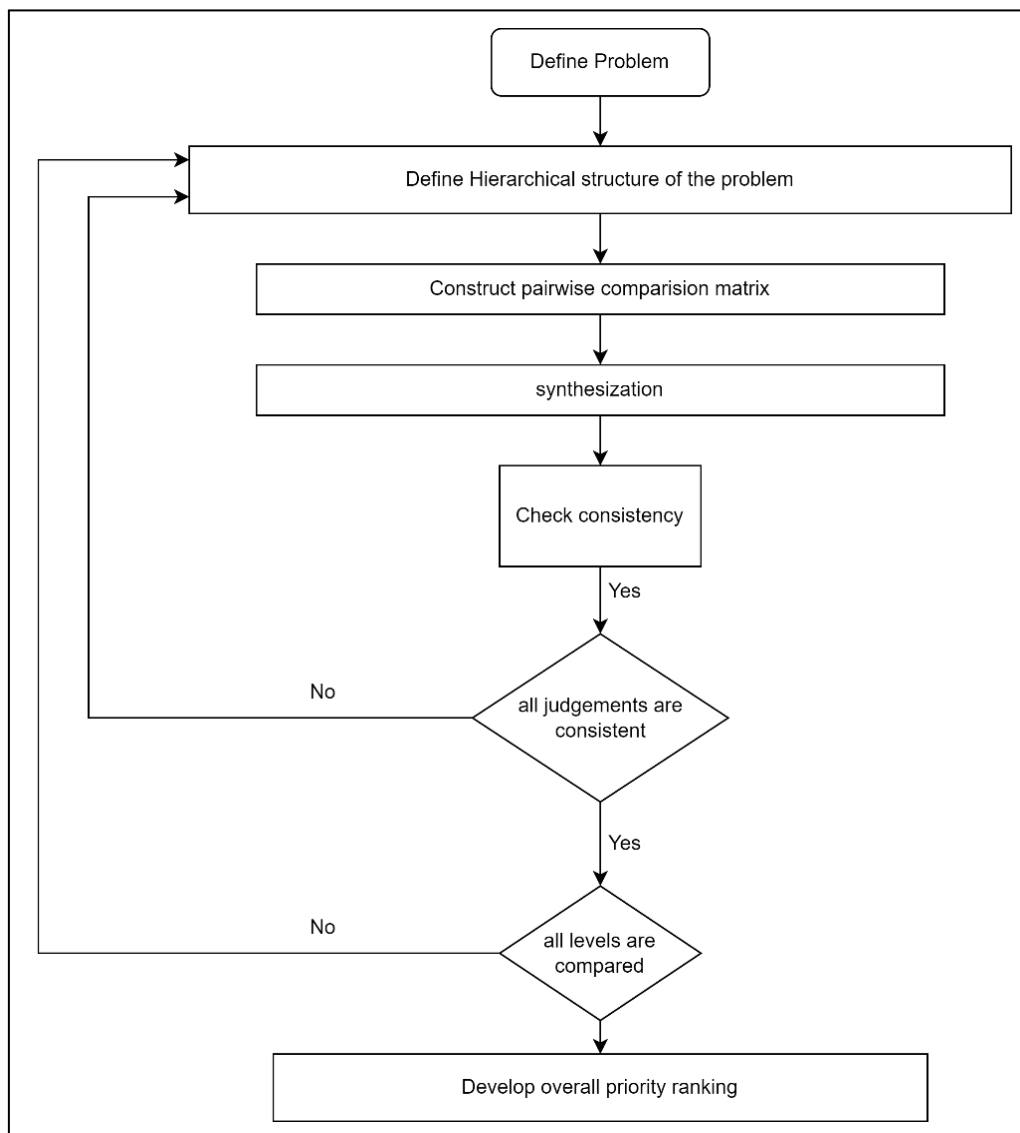 Define Problem
Define Hierarchical structure of the problem
Construct pairwise comparision matrix
synthesization
Check consistency
Yes
No
all judgements are
consistent
Yes
No
all levels are
compared
Develop overall priority ranking